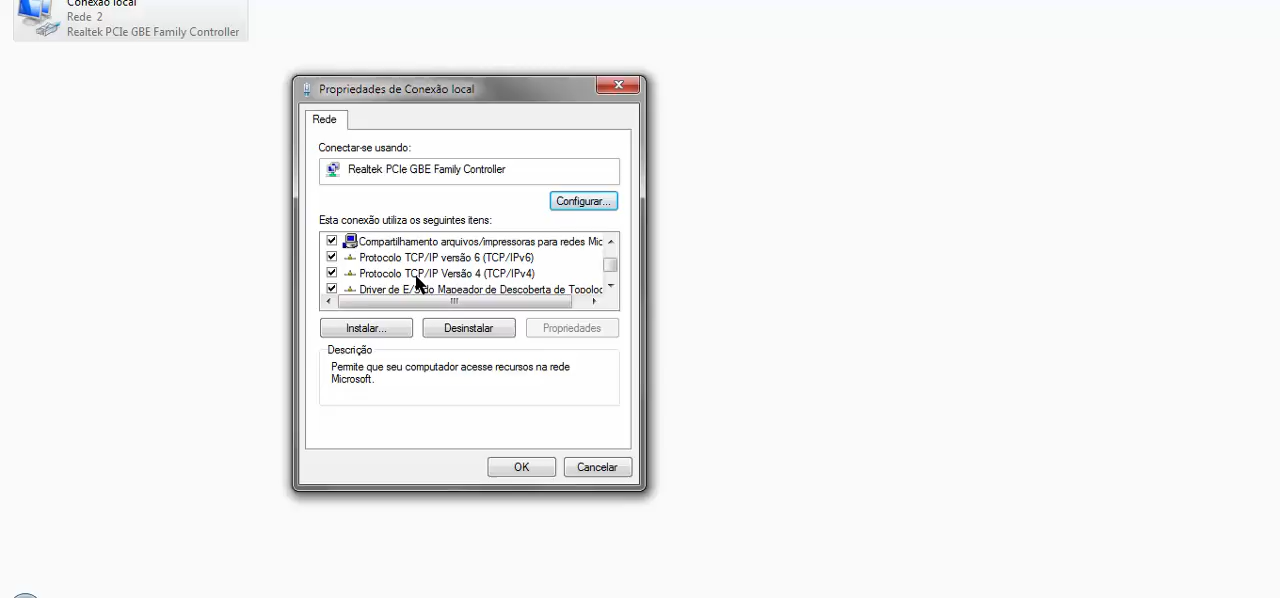 Conexão local
Rede 2
Realtek PCIe GBE Family Controller
Propriedades de Conexão local
Rede
Conectar-se usando:
Realtek PCIe GBE Family Controller
Configurar...
Esta conexão utiliza os seguintes itens:
Compartilhamento arquivos/impressoras para redes Mic
Protocolo TCP/IP versão 6 (TCP/IPv6)
Protocolo TCP/IP Versão 4 (TCP/IPv4)
Driver de E/S do Mapeador de Descoberta de Topoloc
Instalar...
Desinstalar
Propriedades
Descrição
Permite que seu computador acesse recursos na rede
Microsoft.
OK
Cancelar